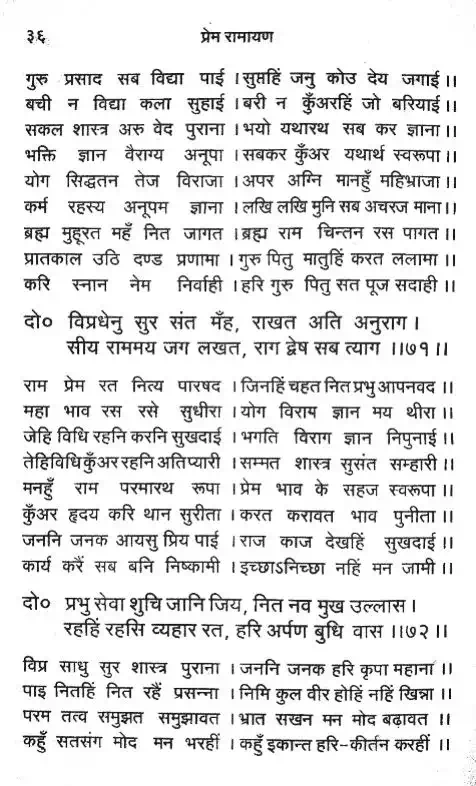 ३६ प्रेम रामायण
गुरु प्रसाद सब विद्या पाई । सुप्तहिं जनु कोउ देय जगाई ।।
बची न विद्या कला सुहाई । बरी न कुँअरहिं जो बरियाई ।।
सकल शास्त्र अरु वेद पुराना । भयो यथारथ सब कर ज्ञाना ।।
भक्ति ज्ञान वैराग्य अनूपा । सबकर कुँअर यथार्थ स्वरूपा ।।
योग सिद्धतन तेज विराजा । अपर अग्नि मानहुँ महिभ्राजा ।।
कर्म रहस्य अनूपम ज्ञाना । लखि लखि मुनि सब अचरज माना ।।
ब्रह्म मुहूरत महँ नित जागत । ब्रह्म राम चिन्तन रस पागत ।।
प्रातकाल उठि दण्ड प्रणामा । गुरु पितु मातुहिं करत ललामा ।।
करि स्नान नेम निर्वाही । हरि गुरु पितु सत पूज सदाही ।।
दो० विप्रधेनु सुर संत मँह, राखत अति अनुराग ।
सीय राममय जग लखत, राग द्वेष सब त्याग ।।७१।।
राम प्रेम रत नित्य पारषद । जिनहिं चहत नित प्रभु आपनवद ।।
महा भाव रस रसे सुधीरा । योग विराग ज्ञान मय थीरा ।।
जेहि विधि रहनि करनि सुखदाई । भगति विराग ज्ञान निपुनाई ।।
तेहिविधि कुँअर रहनि अतिप्यारी । सम्मत शास्त्र सुसंत सम्हारी ।।
मनहुँ राम परमारथ रूपा । प्रेम भाव के सहज स्वरूपा ।।
कुँअर हृदय करि थान सुरीता । करत करावत भाव पुनीता ।।
जननि जनक आयसु प्रिय पाई । राज काज देखहिं सुखदाई ।।
कार्य करैं सब बनि निष्कामी । इच्छाऽनिच्छा नहिं मन जामी ।।
दो० प्रभु सेवा शुचि जानि जिय, नित नव मुख उल्लास ।
रहहिं रहसि व्यहार रत, हरि अर्पण बुधि वास ।।७२।।
विप्र साधु सुर शास्त्र पुराना । जननि जनक हरि कृपा महाना ।।
पाइ नितहिं नित रहैं प्रसन्ना । निमि कुल वीर होहिं नहिं खिन्ना ।।
परम तत्व समुझत समुझावत । भ्रात सखन मन मोद बढ़ावत ।।
कहुँ सतसंग मोद मन भरहीं । कहुँ इकान्त हरि-कीर्तन करहीं ।।